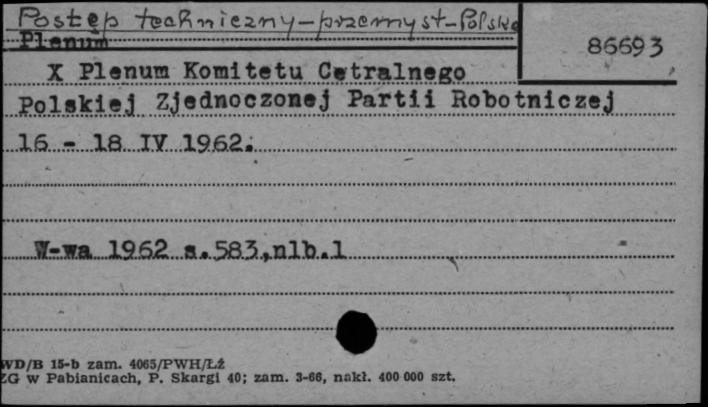 Postęp techniczny-przemysł-Polska
Plenum
86693
X Plenum Komitetu Cetralnego
Polskiej Zjednoczonej Partii Robotniczej
16 - 18 IV 1962.
W-wa 1962 s.583,nlb.1
WD/B 15-b zam. 4065/PWH/Łź
ZG w Pabianicach, P. Skargi 40; zam. 3-66, nakł. 400 000 szt.